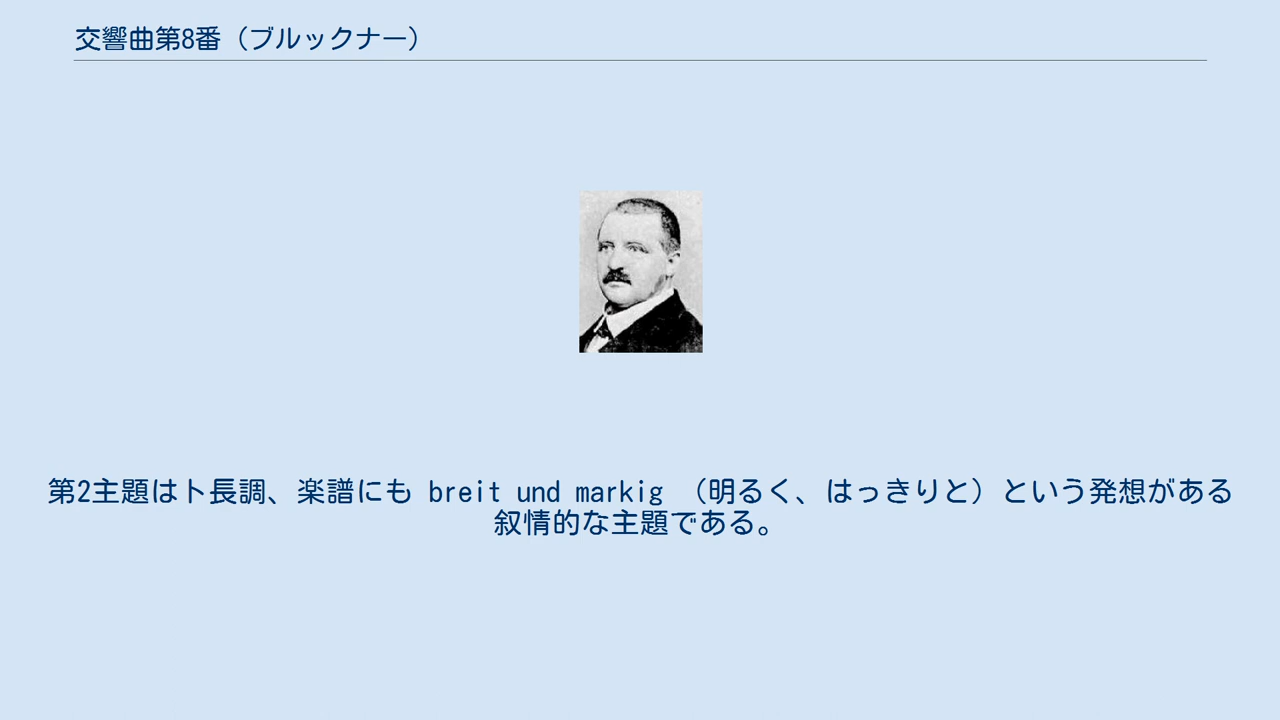 交響曲第8番（ブルックナー）
第2主題はト長調、楽譜にも breit und markig （明るく、はっきりと）という発想がある
叙情的な主題である。